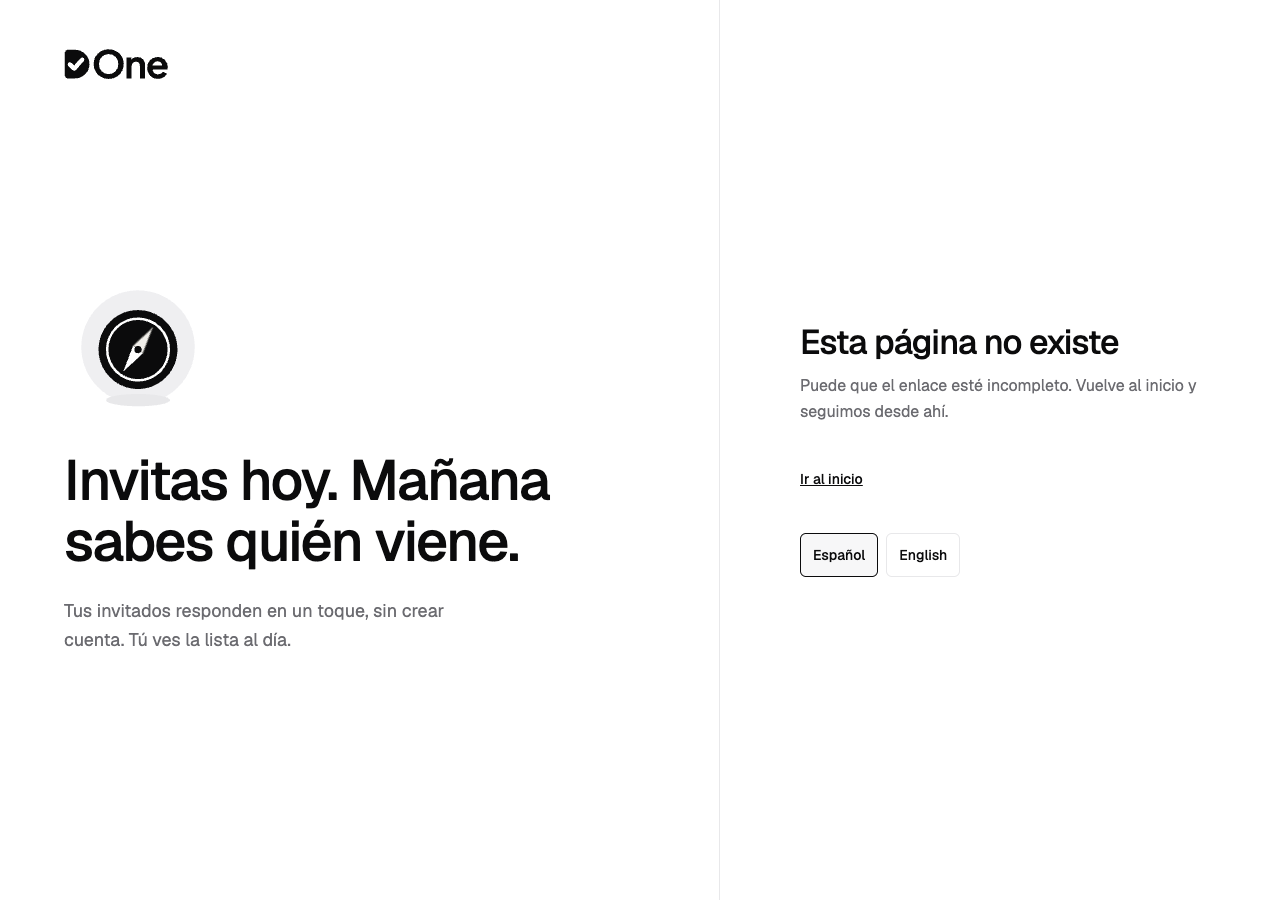 One
Invitas hoy. Mañana
sabes quién viene.
Tus invitados responden en un toque, sin crear
cuenta. Tú ves la lista al día.
Esta página no existe
Puede que el enlace esté incompleto. Vuelve al inicio y
seguimos desde ahí.
Ir al inicio
Español
English